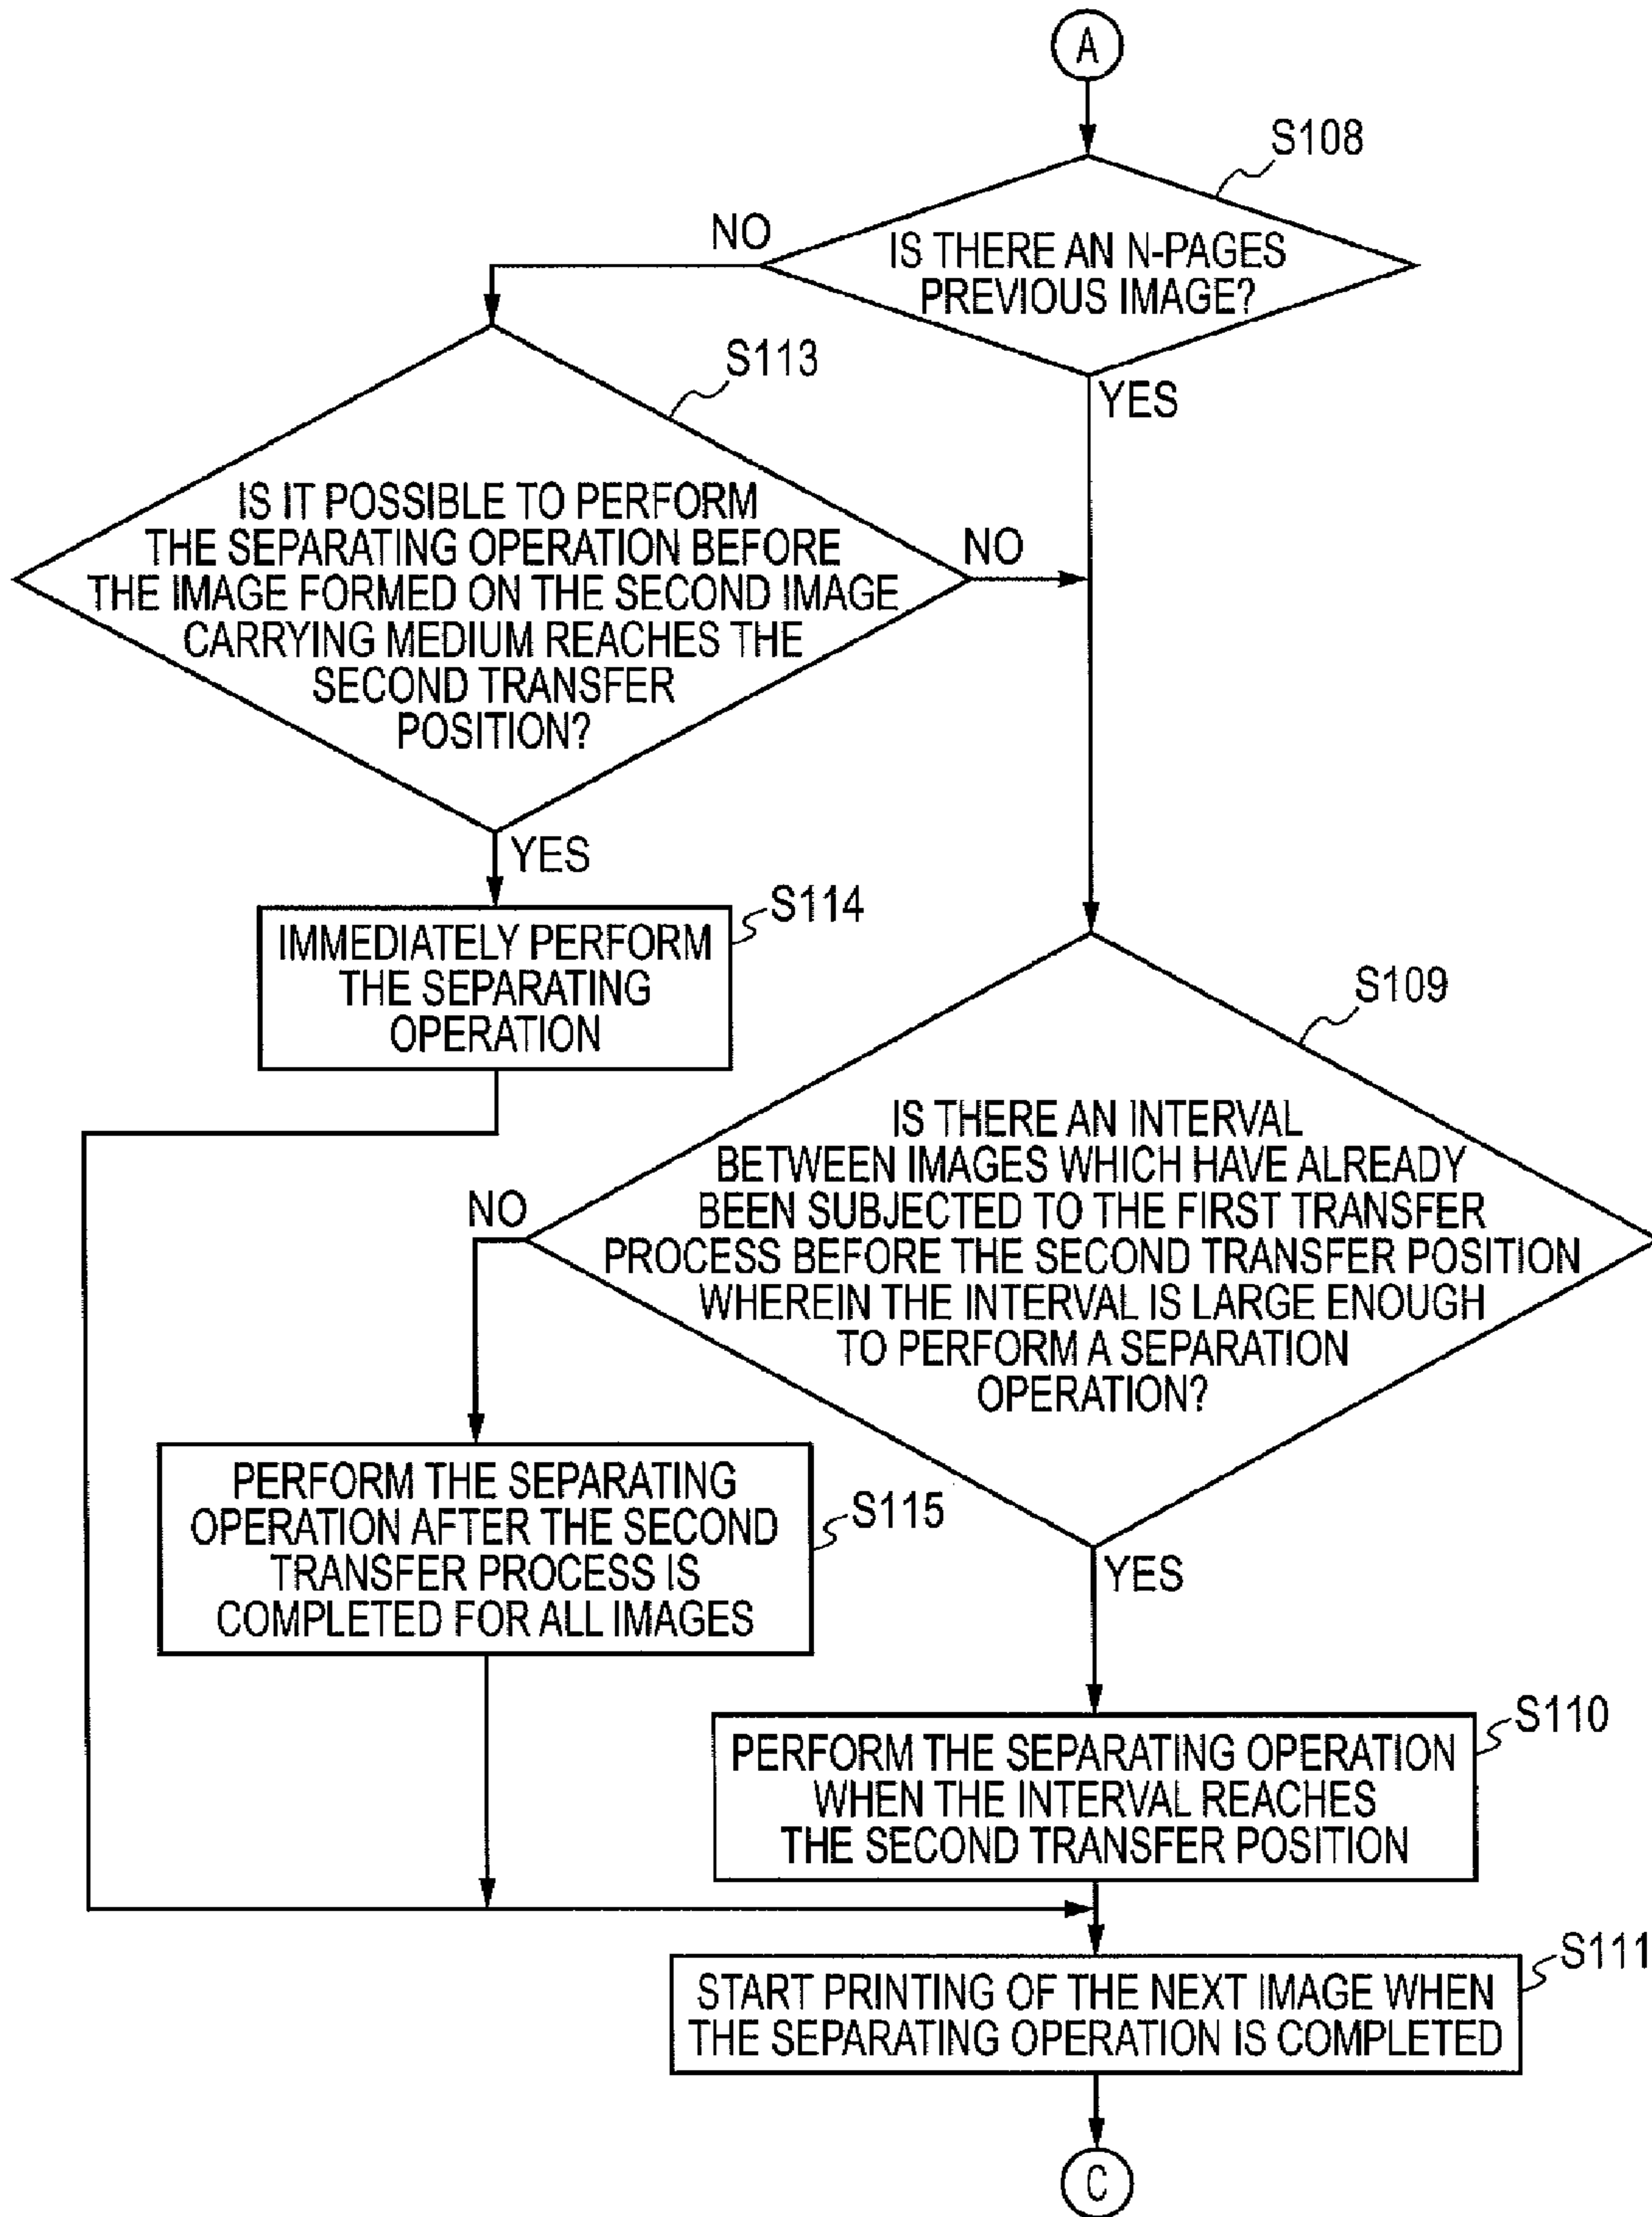 A
S108
NO
IS THERE AN N-PAGES
PREVIOUS IMAGE?
YES
S113
IS IT POSSIBLE TO PERFORM
THE SEPARATING OPERATION BEFORE
THE IMAGE FORMED ON THE SECOND IMAGE
CARRYING MEDIUM REACHES THE
SECOND TRANSFER
POSITION?
NO
YES
S114
IMMEDIATELY PERFORM
THE SEPARATING
OPERATION
S109
IS THERE AN INTERVAL
BETWEEN IMAGES WHICH HAVE ALREADY
BEEN SUBJECTED TO THE FIRST TRANSFER
PROCESS BEFORE THE SECOND TRANSFER POSITION
WHEREIN THE INTERVAL IS LARGE ENOUGH
TO PERFORM A SEPARATION
OPERATION?
NO
YES
PERFORM THE SEPARATING
OPERATION AFTER THE SECOND
TRANSFER PROCESS IS
COMPLETED FOR ALL IMAGES
S115
S110
PERFORM THE SEPARATING OPERATION
WHEN THE INTERVAL REACHES
THE SECOND TRANSFER POSITION
S111
START PRINTING OF THE NEXT IMAGE WHEN
THE SEPARATING OPERATION IS COMPLETED
C